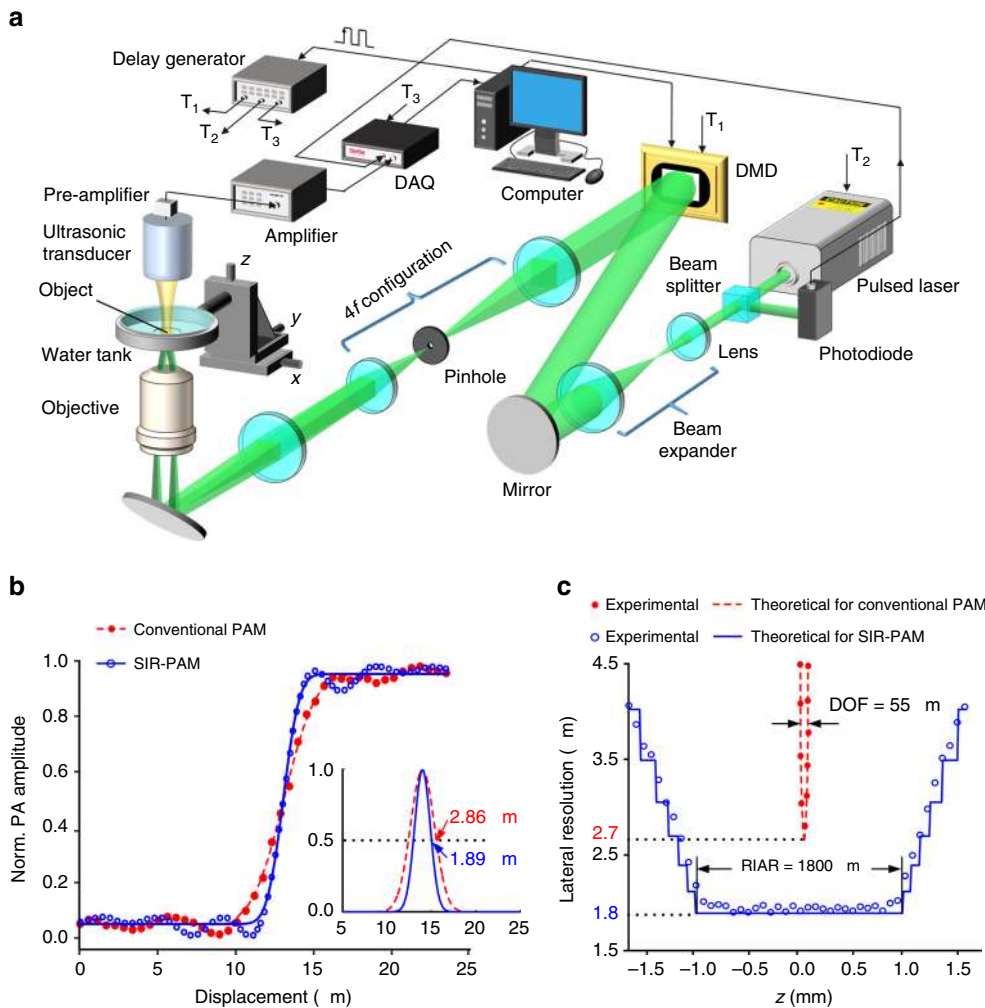 a
Delay generator
T1
T2
T3
T3
DAQ
Computer
T1
DMD
T2
Pre-amplifier
Amplifier
Ultrasonic
transducer
Object
Water tank
Objective
z
y
x
4f configuration
Pinhole
Beam
splitter
Pulsed laser
Lens
Photodiode
Beam
expander
Mirror
b
Conventional PAM
SIR-PAM
Norm. PA amplitude
1.0
0.8
0.6
0.4
0.2
0.0
0 5 10 15 20 25
Displacement ( m)
1.0
0.5
0.0
5 10 15 20 25
2.86 m
1.89 m
c
Experimental Theoretical for conventional PAM
Experimental Theoretical for SIR-PAM
Lateral resolution ( m)
4.5
3.5
2.7
2.5
1.8
1.5
DOF = 55 m
RIAR = 1800 m
−1.5 −1.0 −0.5 0.0 0.5 1.0 1.5
z (mm)